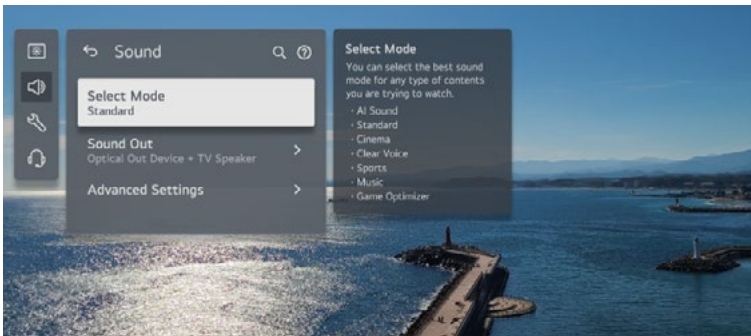 Sound
Select Mode
Standard
Sound Out
Optical Out Device + TV Speaker
Advanced Settings
Select Mode
You can select the best sound
mode for any type of contents
you are trying to watch.
· AI Sound
· Standard
· Cinema
· Clear Voice
· Sports
· Music
· Game Optimizer